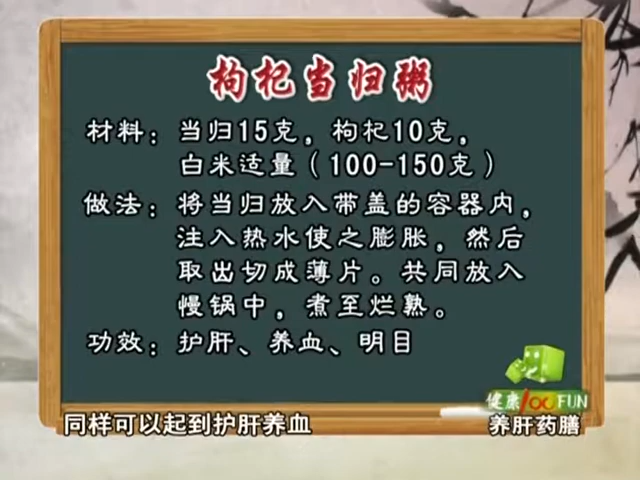 枸杞当归粥
材料：当归15克，枸杞10克，
白米适量（100-150克）
做法：将当归放入带盖的容器内，
注入热水使之膨胀，然后
取出切成薄片。共同放入
慢锅中，煮至烂熟。
功效：护肝、养血、明目
健康100 FUN
同样可以起到护肝养血
养肝药膳